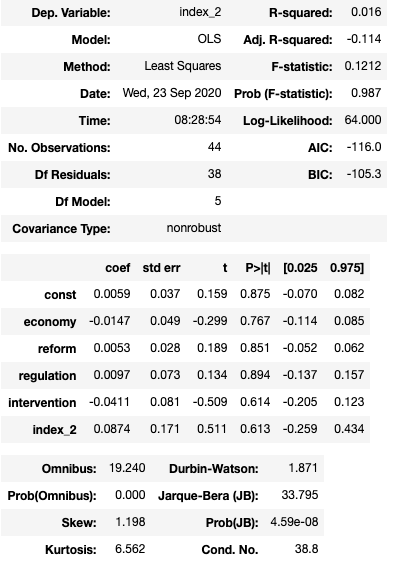 Dep. Variable: index_2 R-squared: 0.016
Model: OLS Adj. R-squared: -0.114
Method: Least Squares F-statistic: 0.1212
Date: Wed, 23 Sep 2020 Prob (F-statistic): 0.987
Time: 08:28:54 Log-Likelihood: 64.000
No. Observations: 44 AIC: -116.0
Df Residuals: 38 BIC: -105.3
Df Model: 5
Covariance Type: nonrobust
coef std err t P>|t| [0.025 0.975]
const 0.0059 0.037 0.159 0.875 -0.070 0.082
economy -0.0147 0.049 -0.299 0.767 -0.114 0.085
reform 0.0053 0.028 0.189 0.851 -0.052 0.062
regulation 0.0097 0.073 0.134 0.894 -0.137 0.157
intervention -0.0411 0.081 -0.509 0.614 -0.205 0.123
index_2 0.0874 0.171 0.511 0.613 -0.259 0.434
Omnibus: 19.240 Durbin-Watson: 1.871
Prob(Omnibus): 0.000 Jarque-Bera (JB): 33.795
Skew: 1.198 Prob(JB): 4.59e-08
Kurtosis: 6.562 Cond. No. 38.8